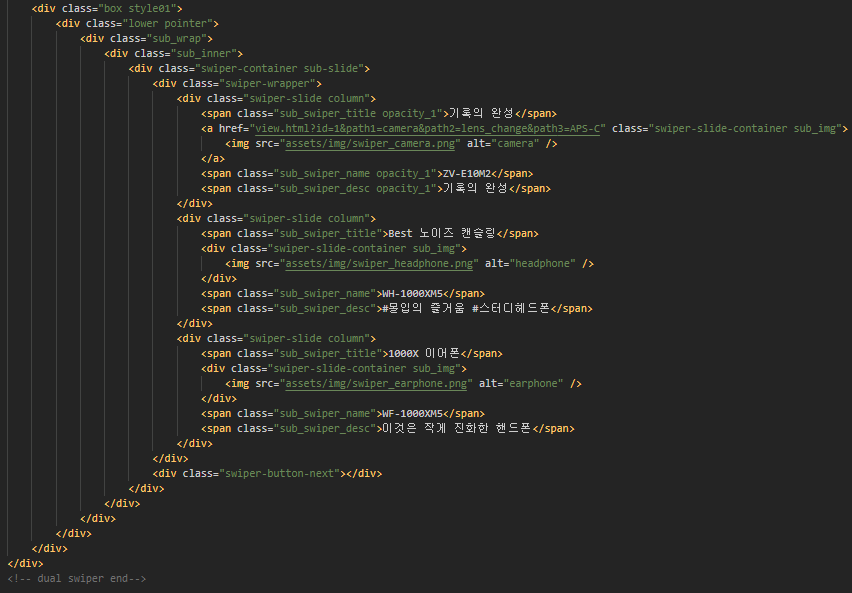 <div class="box style01">
<div class="lower pointer">
<div class="sub_wrap">
<div class="sub_inner">
<div class="swiper-container sub-slide">
<div class="swiper-wrapper">
<div class="swiper-slide column">
<span class="sub_swiper_title opacity_1">기록의 완성</span>
<a href="view.html?id=1&path1=camera&path2=lens_change&path3=APS-C" class="swiper-slide-container sub_img">
<img src="assets/img/swiper_camera.png" alt="camera" />
</a>
<span class="sub_swiper_name opacity_1">ZV-E10M2</span>
<span class="sub_swiper_desc opacity_1">기록의 완성</span>
</div>
<div class="swiper-slide column">
<span class="sub_swiper_title">Best 노이즈 캔슬링</span>
<div class="swiper-slide-container sub_img">
<img src="assets/img/swiper_headphone.png" alt="headphone" />
</div>
<span class="sub_swiper_name">WH-1000XM5</span>
<span class="sub_swiper_desc">#몽입의 즐거움 #스터디헤드폰</span>
</div>
<div class="swiper-slide column">
<span class="sub_swiper_title">1000X 이어폰</span>
<div class="swiper-slide-container sub_img">
<img src="assets/img/swiper_earphone.png" alt="earphone" />
</div>
<span class="sub_swiper_name">WF-1000XM5</span>
<span class="sub_swiper_desc">이것은 작게 진화한 핸드폰</span>
</div>
</div>
<div class="swiper-button-next"></div>
</div>
</div>
</div>
</div>
</div>
</div>
<!-- dual swiper end-->